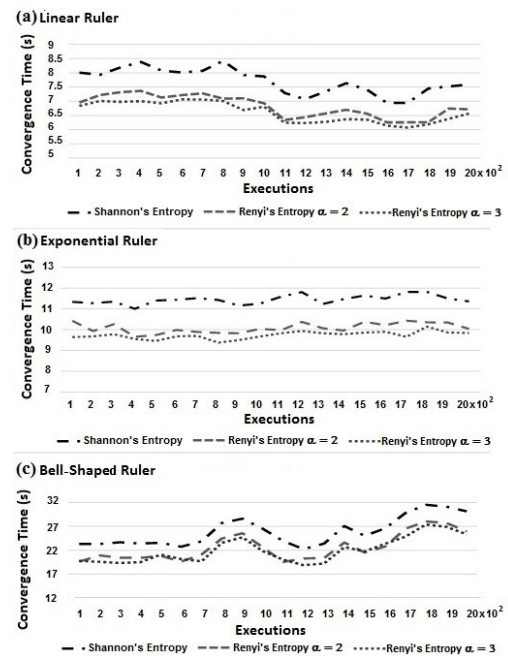 (a) Linear Ruler
Convergence Time (s)
9
8.5
8
7.5
7
6.5
6
5.5
5
1 2 3 4 5 6 7 8 9 10 11 12 13 14 15 16 17 18 19 20x10²
Executions
Shannon's Entropy Renyi's Entropy α = 2 Renyi's Entropy α = 3
(b) Exponential Ruler
Convergence Time (s)
13
12
11
10
9
8
7
1 2 3 4 5 6 7 8 9 10 11 12 13 14 15 16 17 18 19 20x10²
Executions
Shannon's Entropy Renyi's Entropy α = 2 Renyi's Entropy α = 3
(c) Bell-Shaped Ruler
Convergence Time (s)
32
27
22
17
12
1 2 3 4 5 6 7 8 9 10 11 12 13 14 15 16 17 18 19 20x10²
Executions
Shannon's Entropy Renyi's Entropy α = 2 Renyi's Entropy α = 3